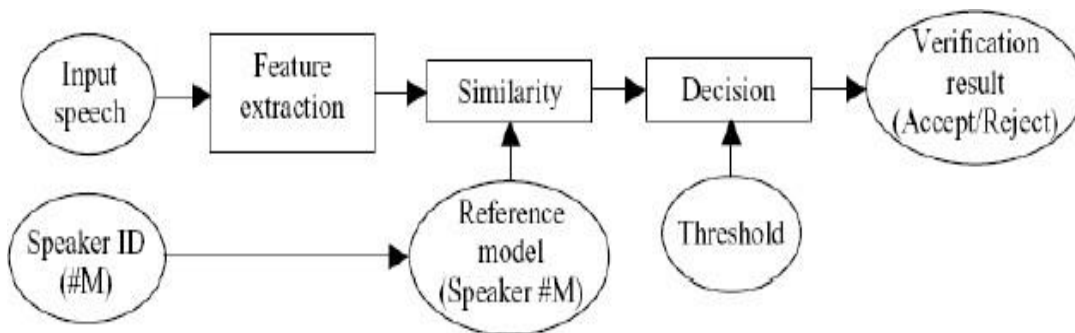 Input
speech
Feature
extraction
Similarity
Decision
Verification
result
(Accept/Reject)
Speaker ID
(#M)
Reference
model
(Speaker #M)
Threshold